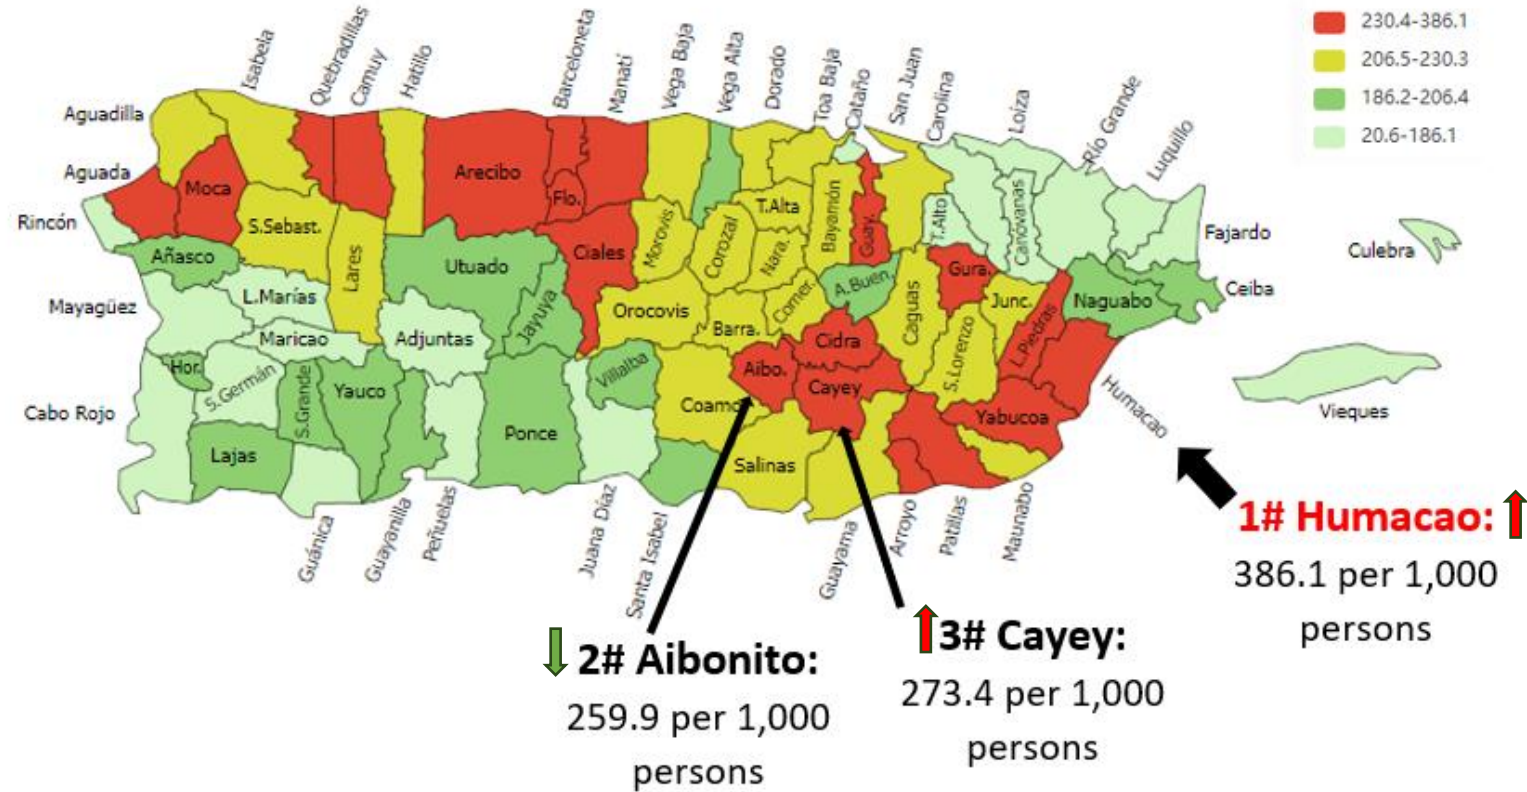 230.4-386.1
206.5-230.3
186.2-206.4
20.6-186.1
Isabela
Quebradillas
Camuy
Hatillo
Barceloneta
Manatí
Vega Baja
Vega Alta
Dorado
Toa Baja
Cataño
San Juan
Carolina
Loíza
Río Grande
Luquillo
Aguadilla
Aguada
Rincón
Mayagüez
Cabo Rojo
Moca
Arecibo
Flo.
S.Sebast.
Añasco
Lares
Utuado
Ciales
Morovis
Corozal
T.Alta
Nara.
Bayamón
Guay.
T.Alto
Canóvanas
Fajardo
Culebra
L.Marías
Maricao
Adjuntas
Jayuya
Orocovis
Barra.
Comer.
A.Buen.
Caguas
Gura.
Junc.
L.Piedras
Naguabo
Ceiba
Hor.
S.Germán
S.Grande
Yauco
Villalba
Aibo.
Cidra
Cayey
S.Lorenzo
Yabucoa
Humacao
Vieques
Lajas
Ponce
Coamo
Salinas
Guánica
Guayanilla
Peñuelas
Juana Díaz
Santa Isabel
Guayama
Arroyo
Patillas
Maunabo
1# Humacao:
386.1 per 1,000
persons
2# Aibonito:
259.9 per 1,000
persons
3# Cayey:
273.4 per 1,000
persons